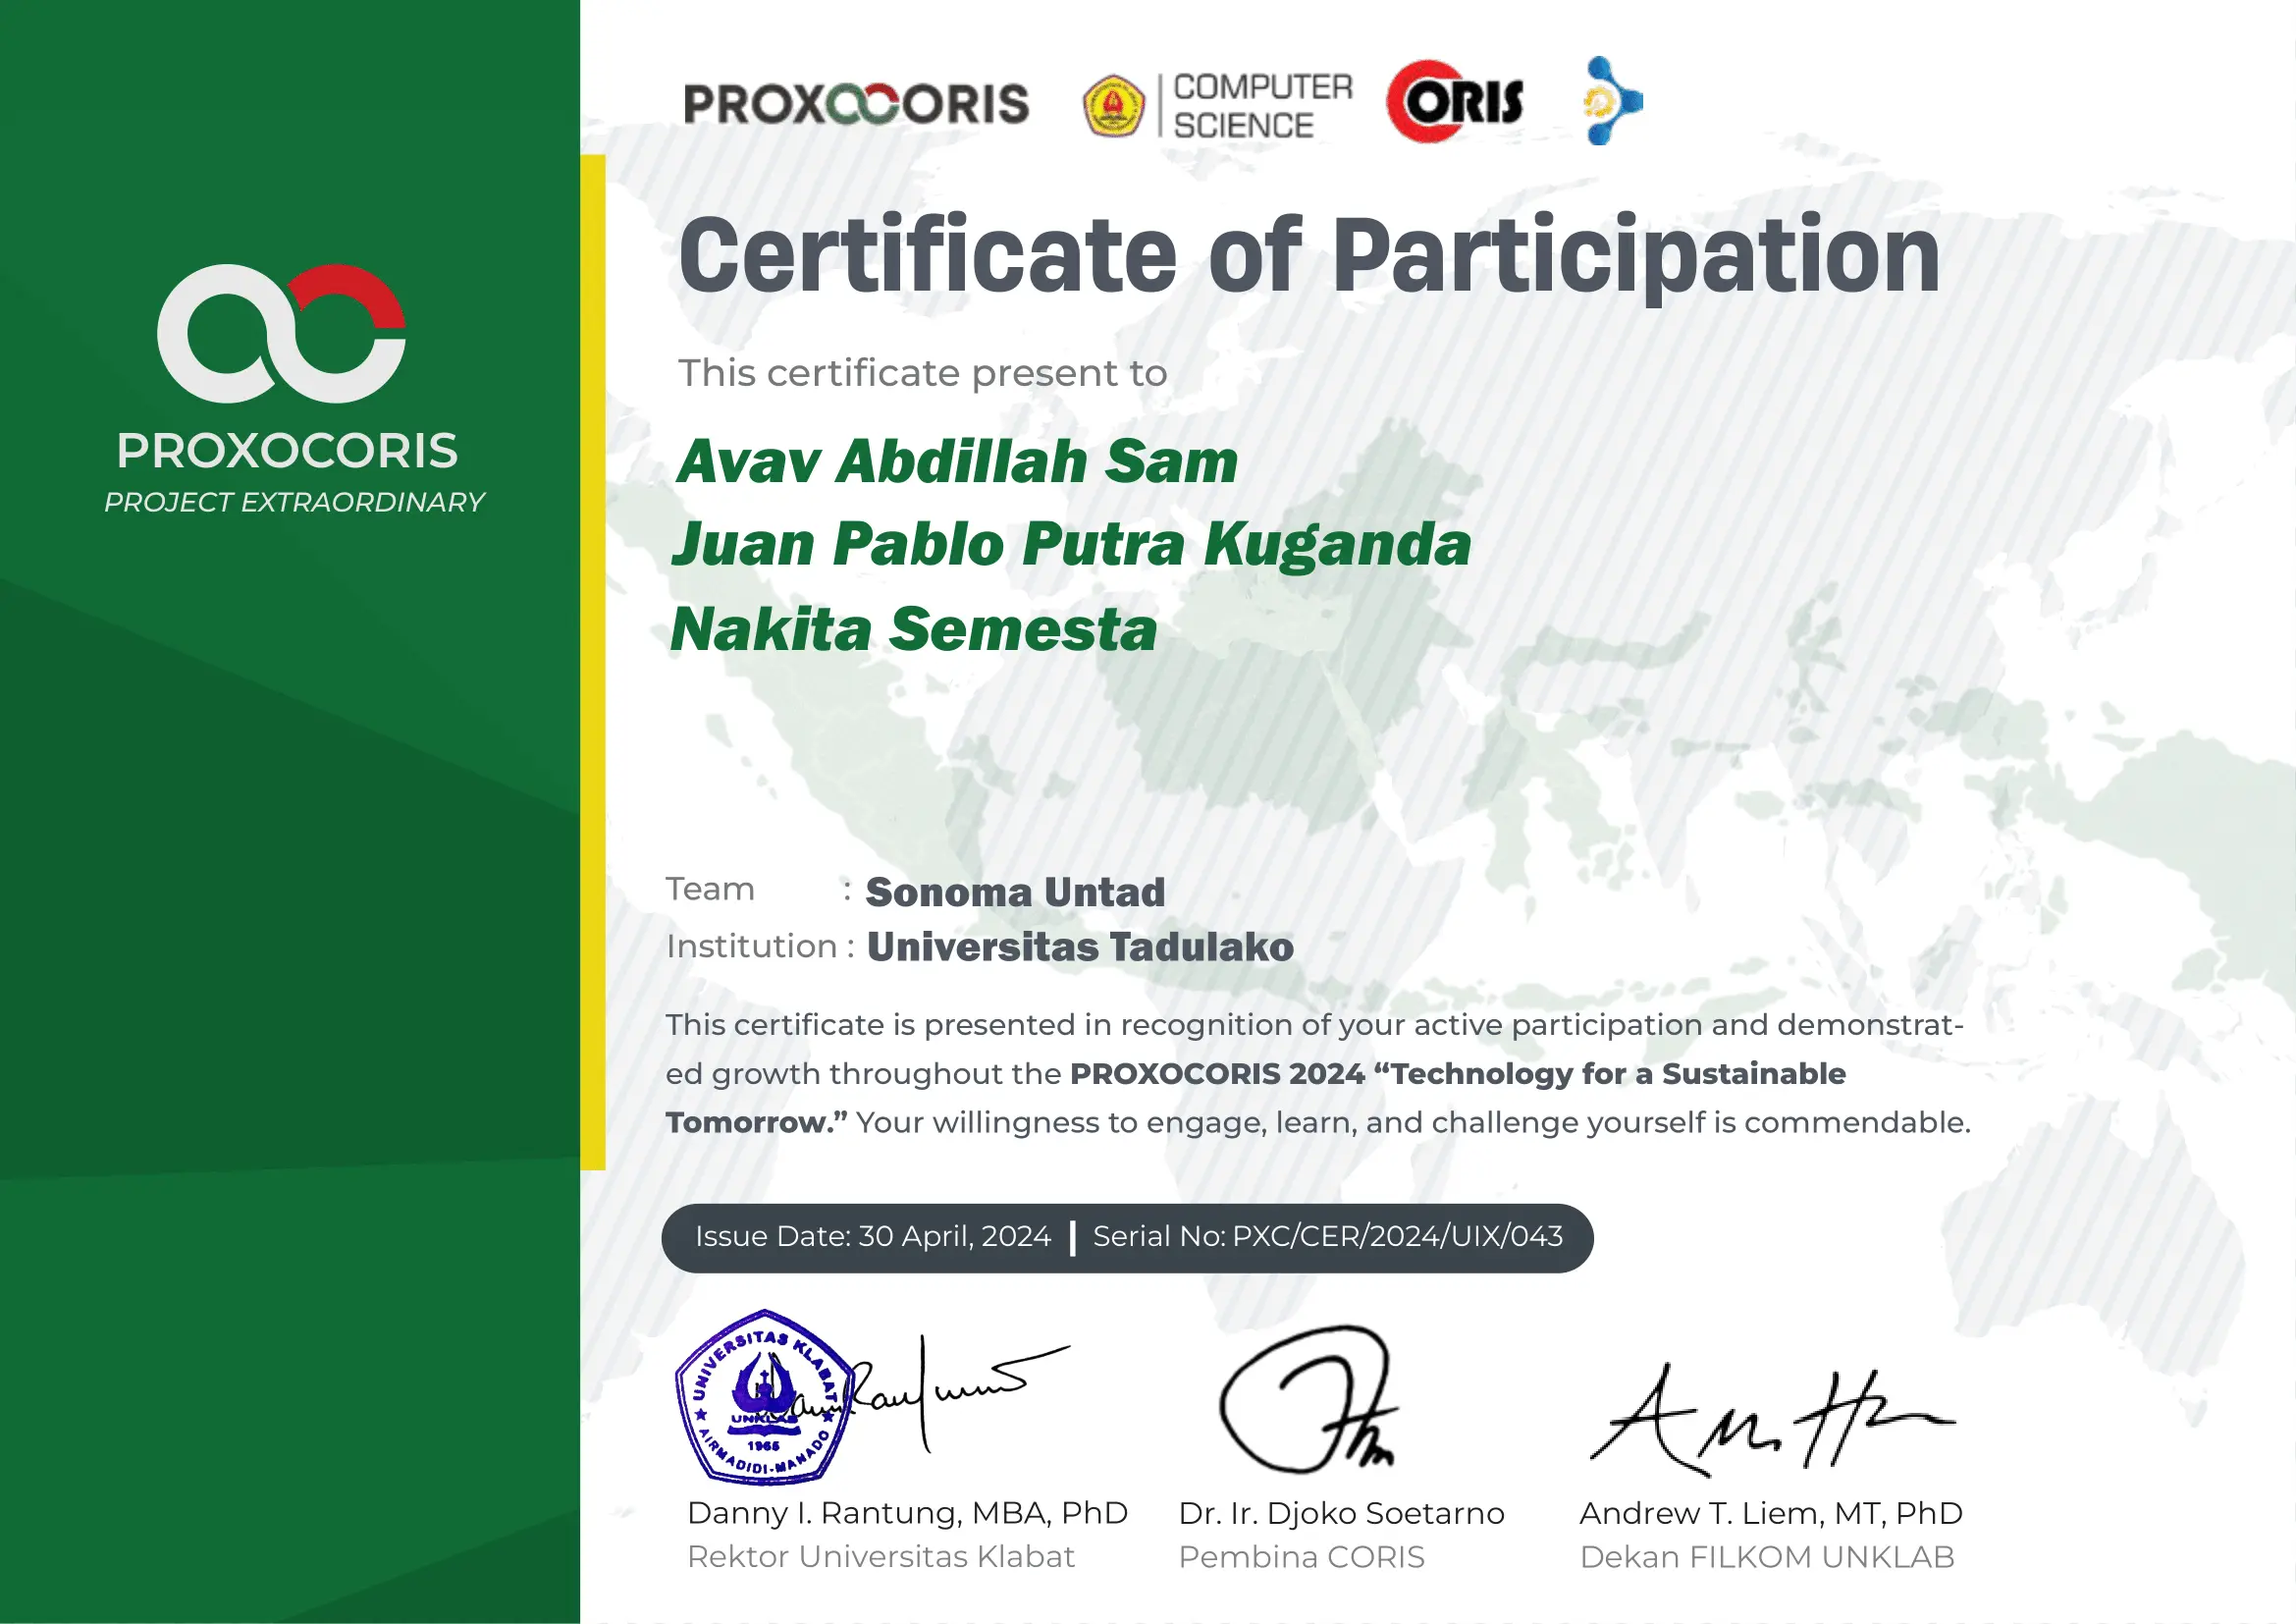 PROXOCORIS
COMPUTER
SCIENCE
CORIS
PROXOCORIS
PROJECT EXTRAORDINARY
Certificate of Participation
This certificate present to
Avav Abdillah Sam
Juan Pablo Putra Kuganda
Nakita Semesta
Team : Sonoma Untad
Institution : Universitas Tadulako
This certificate is presented in recognition of your active participation and demonstrat-
ed growth throughout the PROXOCORIS 2024 “Technology for a Sustainable
Tomorrow.” Your willingness to engage, learn, and challenge yourself is commendable.
Issue Date: 30 April, 2024 | Serial No: PXC/CER/2024/UIX/043
UNIVERSITAS KLABAT
UNKLAB
1965
AIRMADIDI-MANADO
Danny I. Rantung, MBA, PhD
Rektor Universitas Klabat
Dr. Ir. Djoko Soetarno
Pembina CORIS
Andrew T. Liem, MT, PhD
Dekan FILKOM UNKLAB